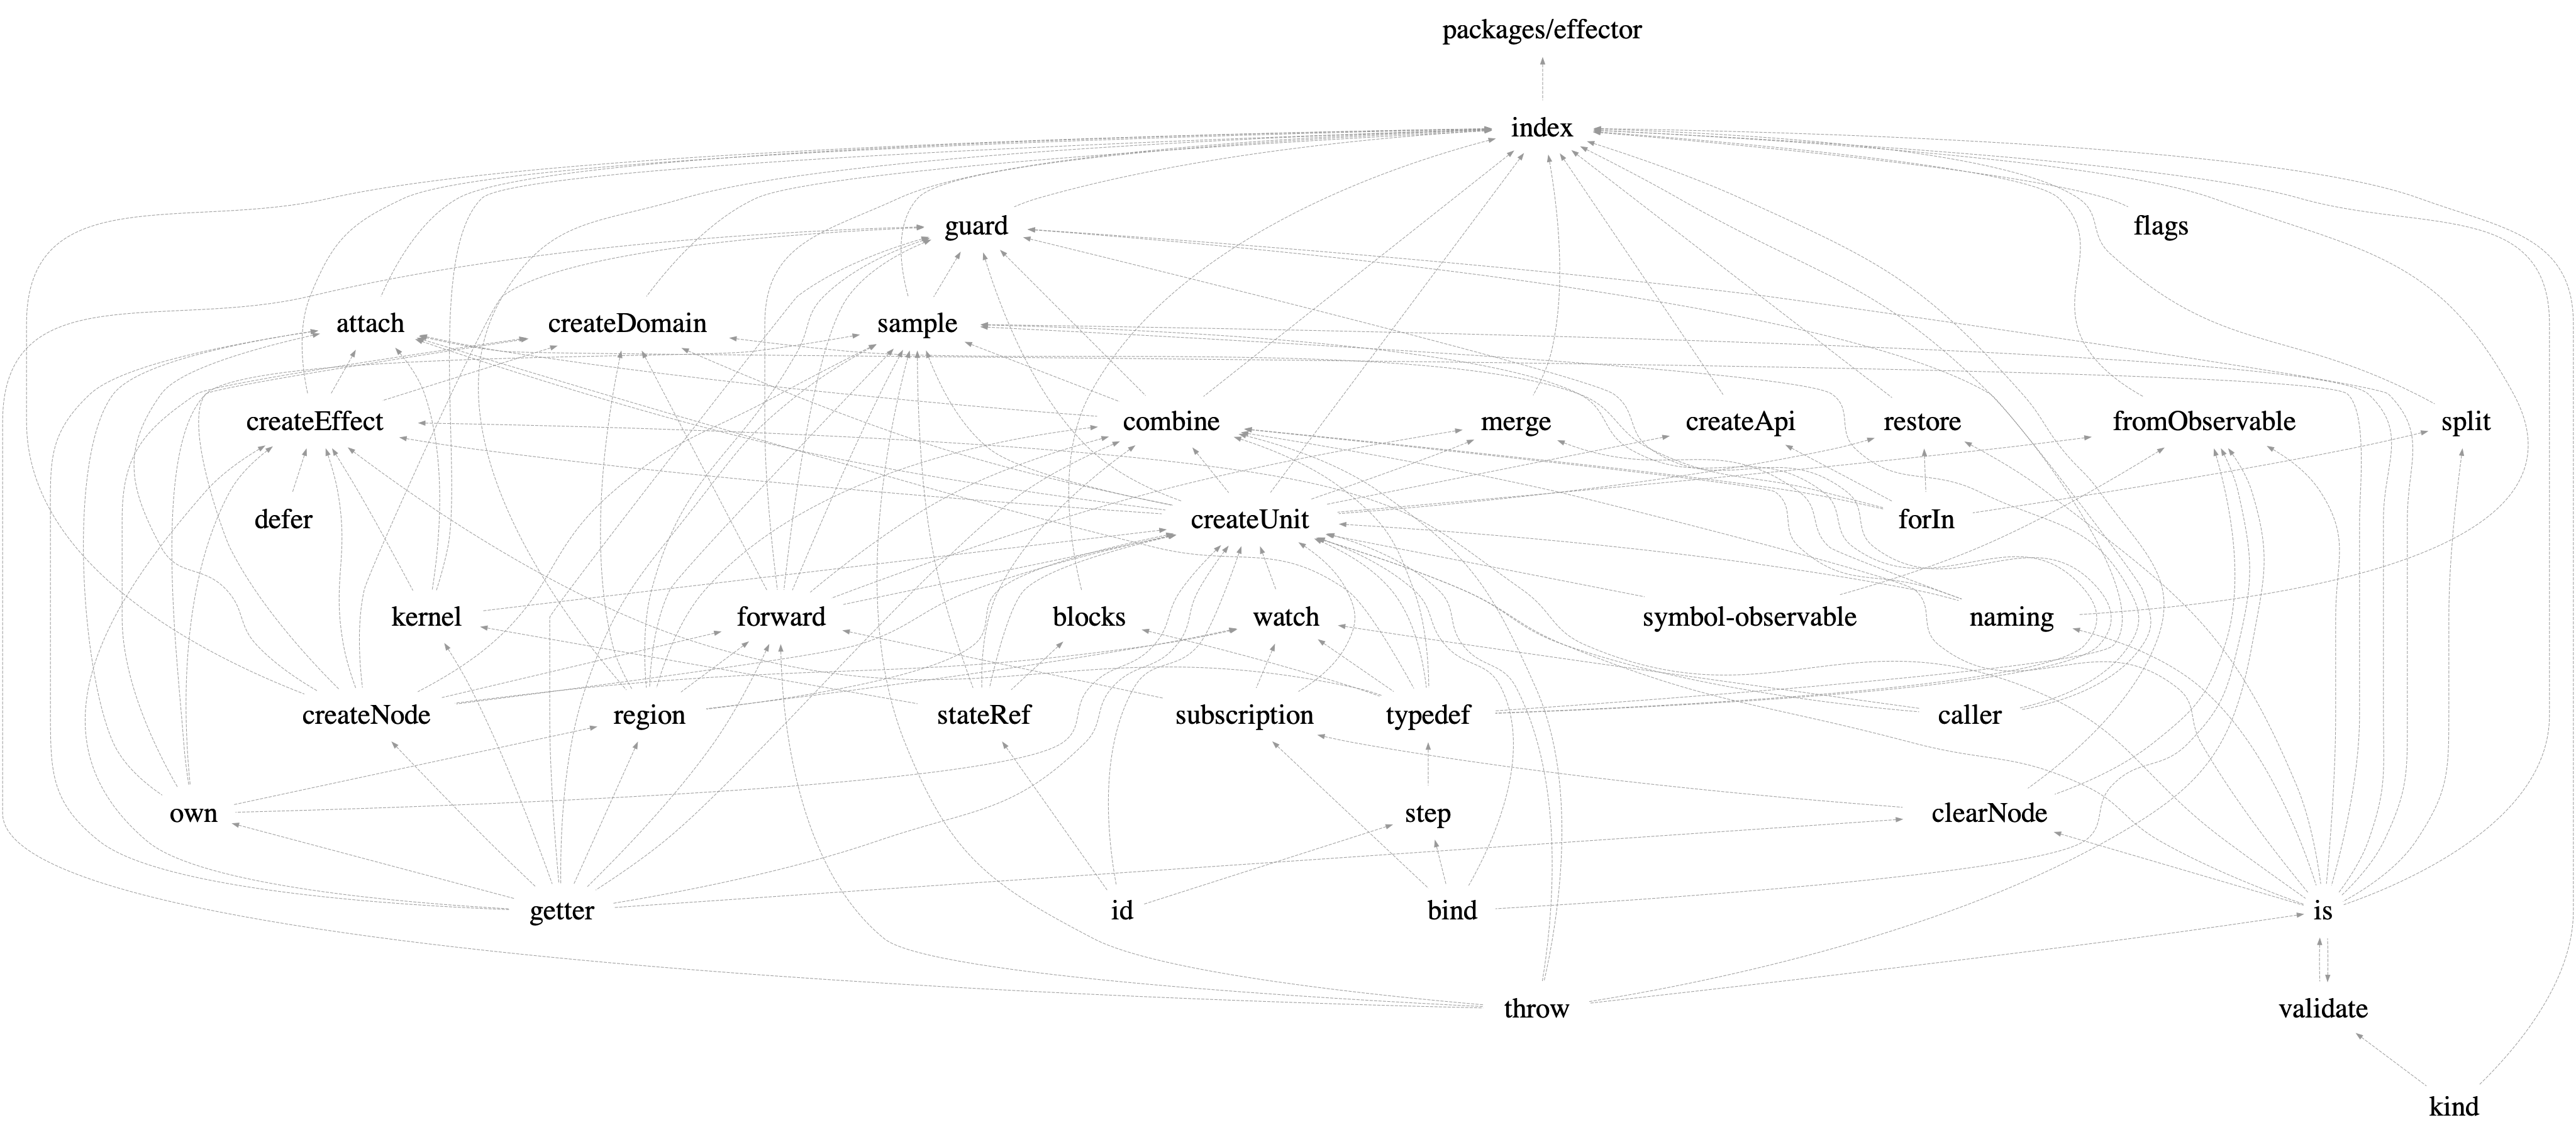 packages/effector
index
guard
flags
attach
createDomain
sample
createEffect
combine
merge
createApi
restore
fromObservable
split
defer
createUnit
forIn
kernel
forward
blocks
watch
symbol-observable
naming
createNode
region
stateRef
subscription
typedef
caller
own
step
clearNode
getter
id
bind
is
throw
validate
kind